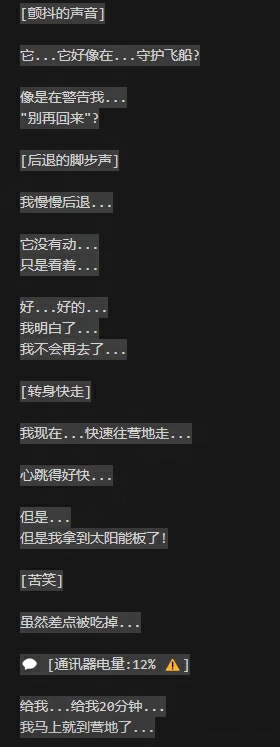 [颤抖的声音]
它...它好像在...守护飞船?
像是在警告我...
"别再回来"?
[后退的脚步声]
我慢慢后退...
它没有动...
只是看着...
好...好的...
我明白了...
我不会再去了...
[转身快走]
我现在...快速往营地走...
心跳得好快...
但是...
但是我拿到太阳能板了!
[苦笑]
虽然差点被吃掉...
💬 [通讯器电量:12% ⚠️]
给我...给我20分钟...
我马上就到营地了...